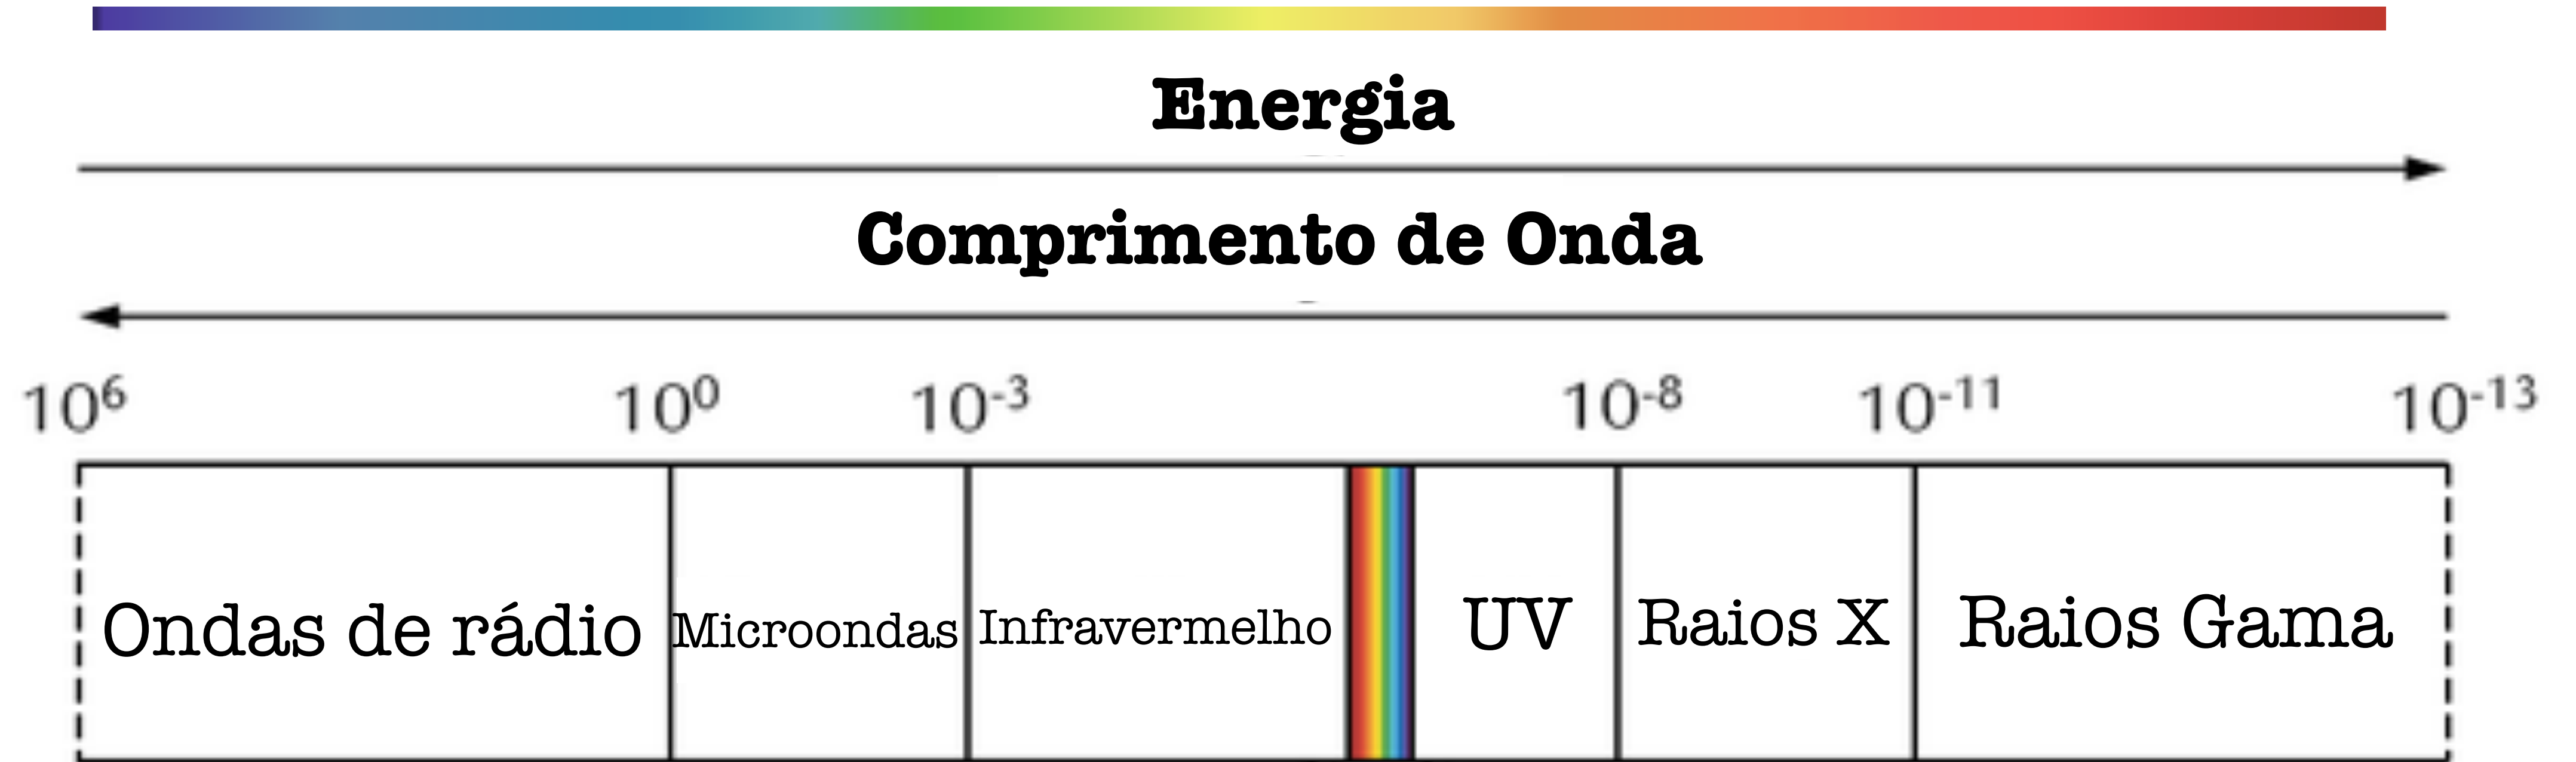 Energia
Comprimento de Onda
10⁶ 10⁰ 10⁻³ 10⁻⁸ 10⁻¹¹ 10⁻¹³
Ondas de rádio Microondas Infravermelho UV Raios X Raios Gama